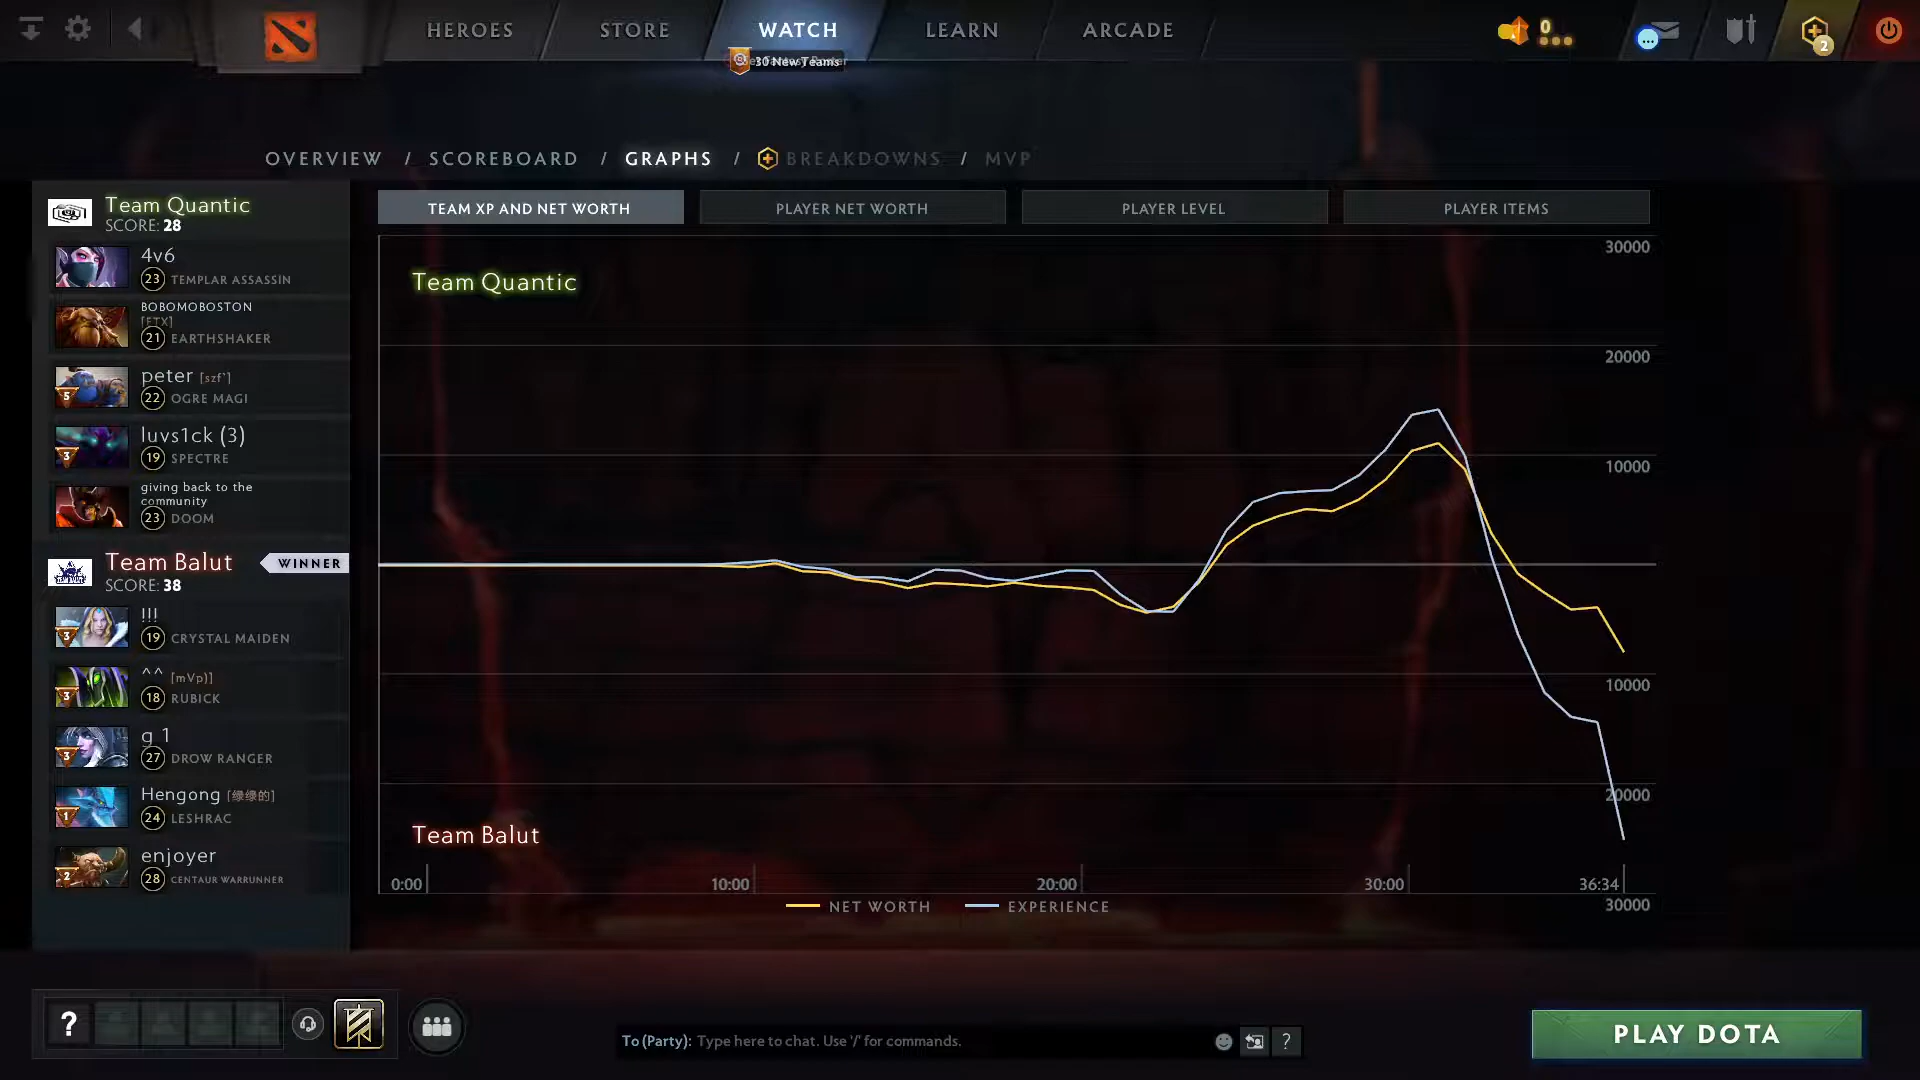 HEROES
STORE
WATCH
LEARN
ARCADE
0
2
30 New Teams
OVERVIEW / SCOREBOARD / GRAPHS / BREAKDOWNS / MVP
Team Quantic
SCORE: 28
4v6
23 TEMPLAR ASSASSIN
BOBOMOBOSTON
[FTX]
21 EARTHSHAKER
peter [szf`]
5
22 OGRE MAGI
luvs1ck (3)
3
19 SPECTRE
giving back to the
community
23 DOOM
Team Balut
WINNER
SCORE: 38
!!!
3
19 CRYSTAL MAIDEN
^^ [mVp)]
3
18 RUBICK
g 1
3
27 DROW RANGER
Hengong [绿绿的]
1
24 LESHRAC
enjoyer
2
28 CENTAUR WARRUNNER
TEAM XP AND NET WORTH
PLAYER NET WORTH
PLAYER LEVEL
PLAYER ITEMS
30000
Team Quantic
20000
10000
10000
20000
Team Balut
0:00
10:00
20:00
30:00
36:34
30000
NET WORTH
EXPERIENCE
?
To (Party): Type here to chat. Use '/' for commands.
?
PLAY DOTA